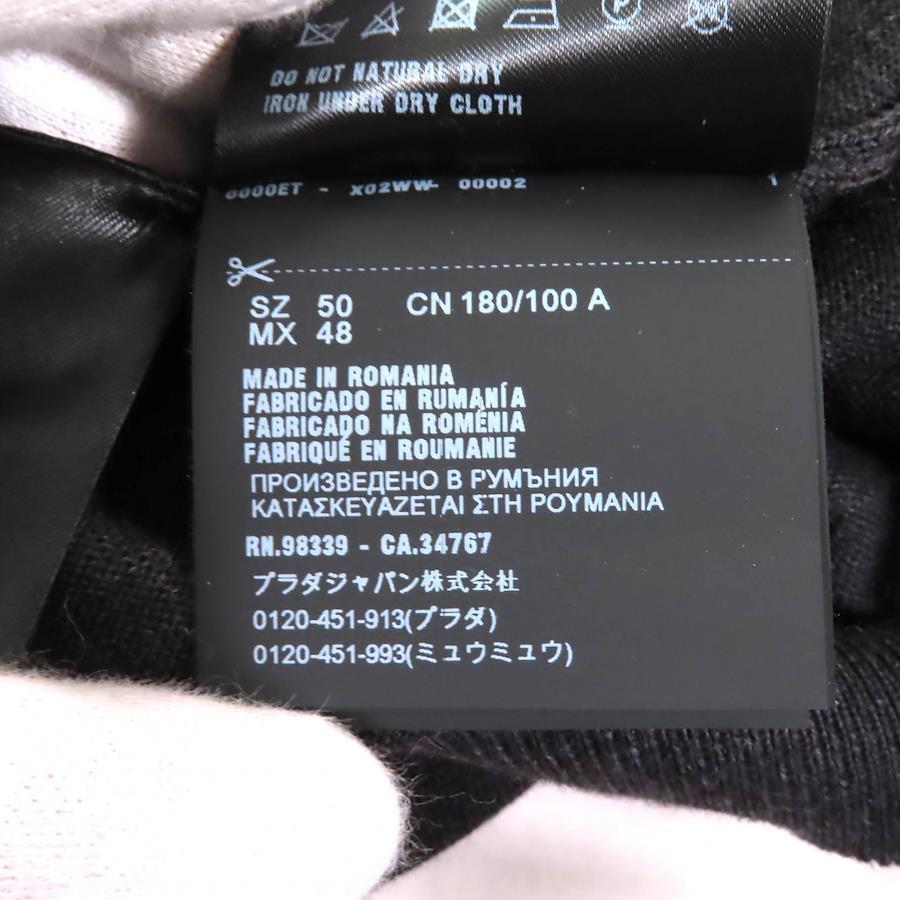 DO NOT NATURAL DRY
IRON UNDER DRY CLOTH
- X02WW- 00002
SZ 50 CN 180/100 A
MX 48
MADE IN ROMANIA
FABRICADO EN RUMANÍA
FABRICADO NA ROMÉNIA
FABRIQUÉ EN ROUMANIE
ПРОИЗВЕДЕНО В РУМЪНИЯ
ΚΑΤΑΣΚΕΥΑΖΕΤΑΙ ΣΤΗ ΡΟΥΜΑΝΙΑ
RN.98339 - CA.34767
プラダジャパン株式会社
0120-451-913(プラダ)
0120-451-993(ミュウミュウ)